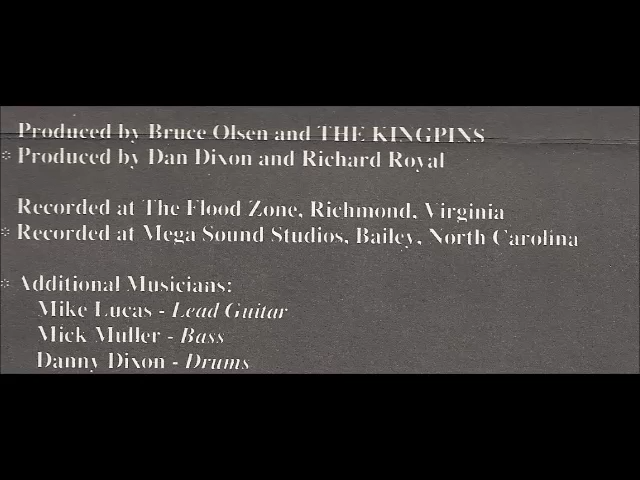 Produced by Bruce Olsen and THE KINGPINS
* Produced by Dan Dixon and Richard Royal
Recorded at The Flood Zone, Richmond, Virginia
* Recorded at Mega Sound Studios, Bailey, North Carolina
* Additional Musicians:
Mike Lucas - Lead Guitar
Mick Muller - Bass
Danny Dixon - Drums